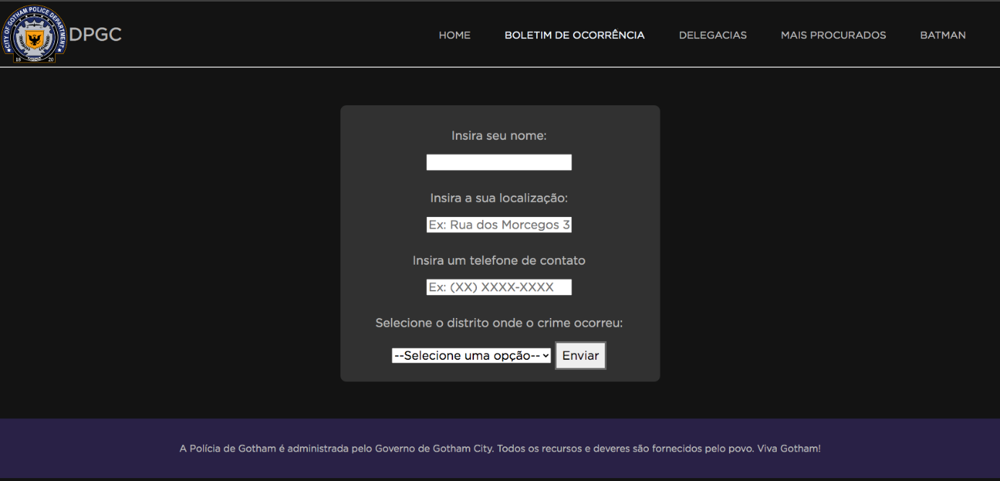 CITY OF GOTHAM POLICE DEPARTMENT
18 20
DPGC
HOME
BOLETIM DE OCORRÊNCIA
DELEGACIAS
MAIS PROCURADOS
BATMAN
Insira seu nome:
Insira a sua localização:
Ex: Rua dos Morcegos 3
Insira um telefone de contato
Ex: (XX) XXXX-XXXX
Selecione o distrito onde o crime ocorreu:
--Selecione uma opção--
Enviar
A Polícia de Gotham é administrada pelo Governo de Gotham City. Todos os recursos e deveres são fornecidos pelo povo. Viva Gotham!